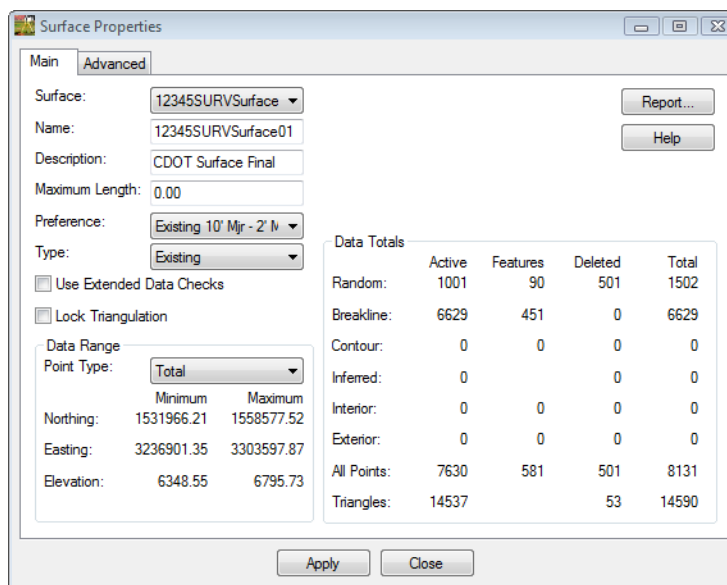 Surface Properties
Main Advanced
Surface: 12345SURVSurface
Name: 12345SURVSurface01
Description: CDOT Surface Final
Maximum Length: 0.00
Preference: Existing 10' Mjr - 2' M
Type: Existing
Use Extended Data Checks
Lock Triangulation
Report...
Help
Data Range
Point Type: Total
Minimum Maximum
Northing: 1531966.21 1558577.52
Easting: 3236901.35 3303597.87
Elevation: 6348.55 6795.73
Data Totals
Active Features Deleted Total
Random: 1001 90 501 1502
Breakline: 6629 451 0 6629
Contour: 0 0 0 0
Inferred: 0 0 0
Interior: 0 0 0 0
Exterior: 0 0 0 0
All Points: 7630 581 501 8131
Triangles: 14537 53 14590
Apply Close